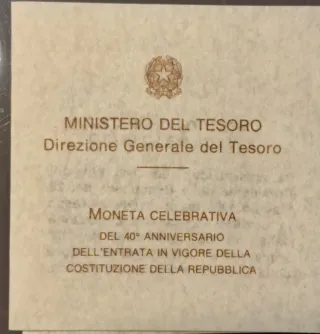 MINISTERO DEL TESORO
Direzione Generale del Tesoro
MONETA CELEBRATIVA
DEL 40° ANNIVERSARIO
DELL'ENTRATA IN VIGORE DELLA
COSTITUZIONE DELLA REPUBBLICA